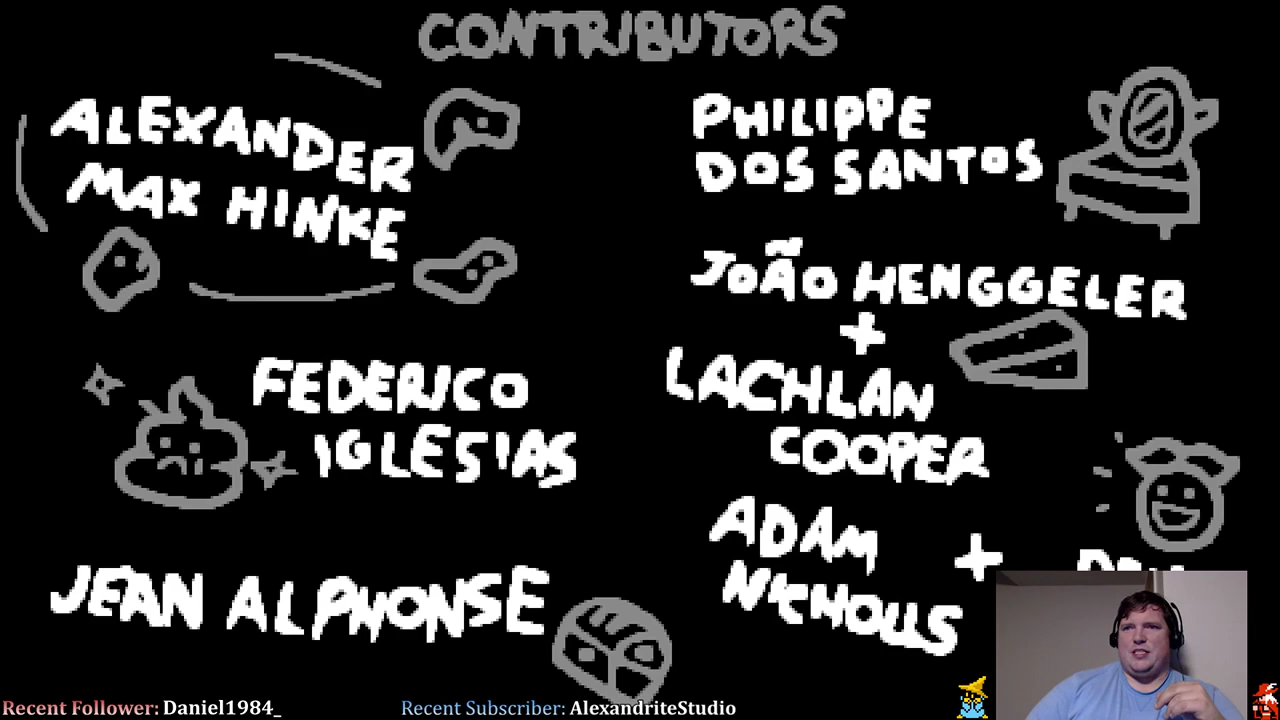 CONTRIBUTORS
ALEXANDER
MAX HINKE
FEDERICO
IGLESIAS
JEAN ALPHONSE
PHILIPPE
DOS SANTOS
JOÃO HENGGELER
+
LACHLAN
COOPER
ADAM +
NICHOLLS
Recent Follower: Daniel1984_
Recent Subscriber: AlexandriteStudio